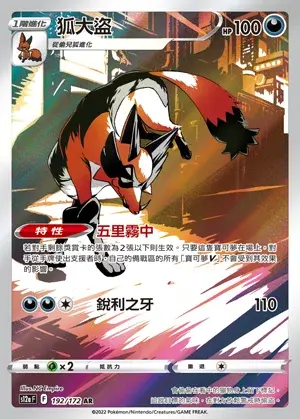 1階進化
狐大盜
HP 100
從偷兒狐進化
特性 五里霧中
若對手剩餘獎賞卡的張數為2張以下則生效。只要這隻寶可夢在場上,對
手從手牌使出支援者時,自己的備戰區的所有「寶可夢V」不會受到其效果
的影響。
銳利之牙 110
弱點
×2
抵抗力
撤退
Illus.
s12a F
F
192/172 AR
©2022 Pokémon/Nintendo/Creatures/GAME FREAK.